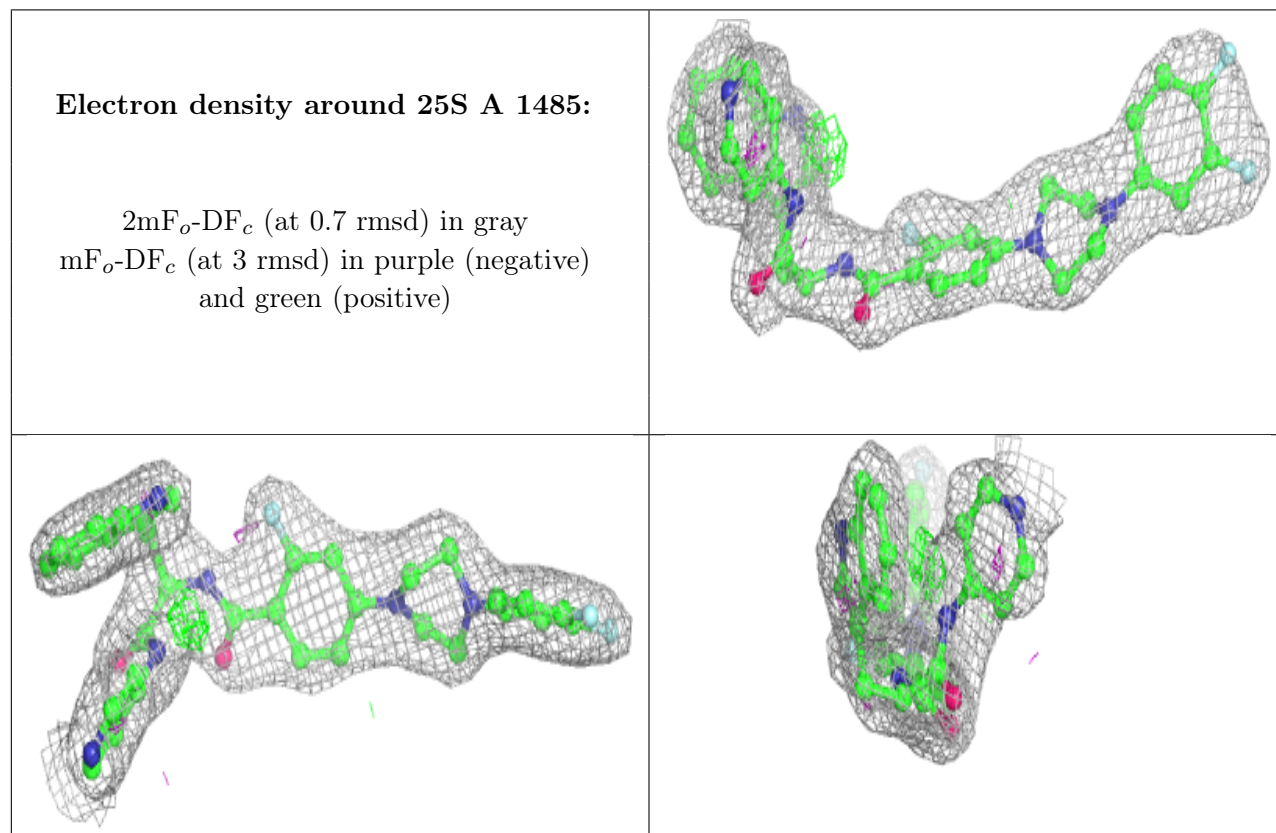 Electron density around 25S A 1485:
2mFₒ-DF𝒸 (at 0.7 rmsd) in gray
mFₒ-DF𝒸 (at 3 rmsd) in purple (negative)
and green (positive)